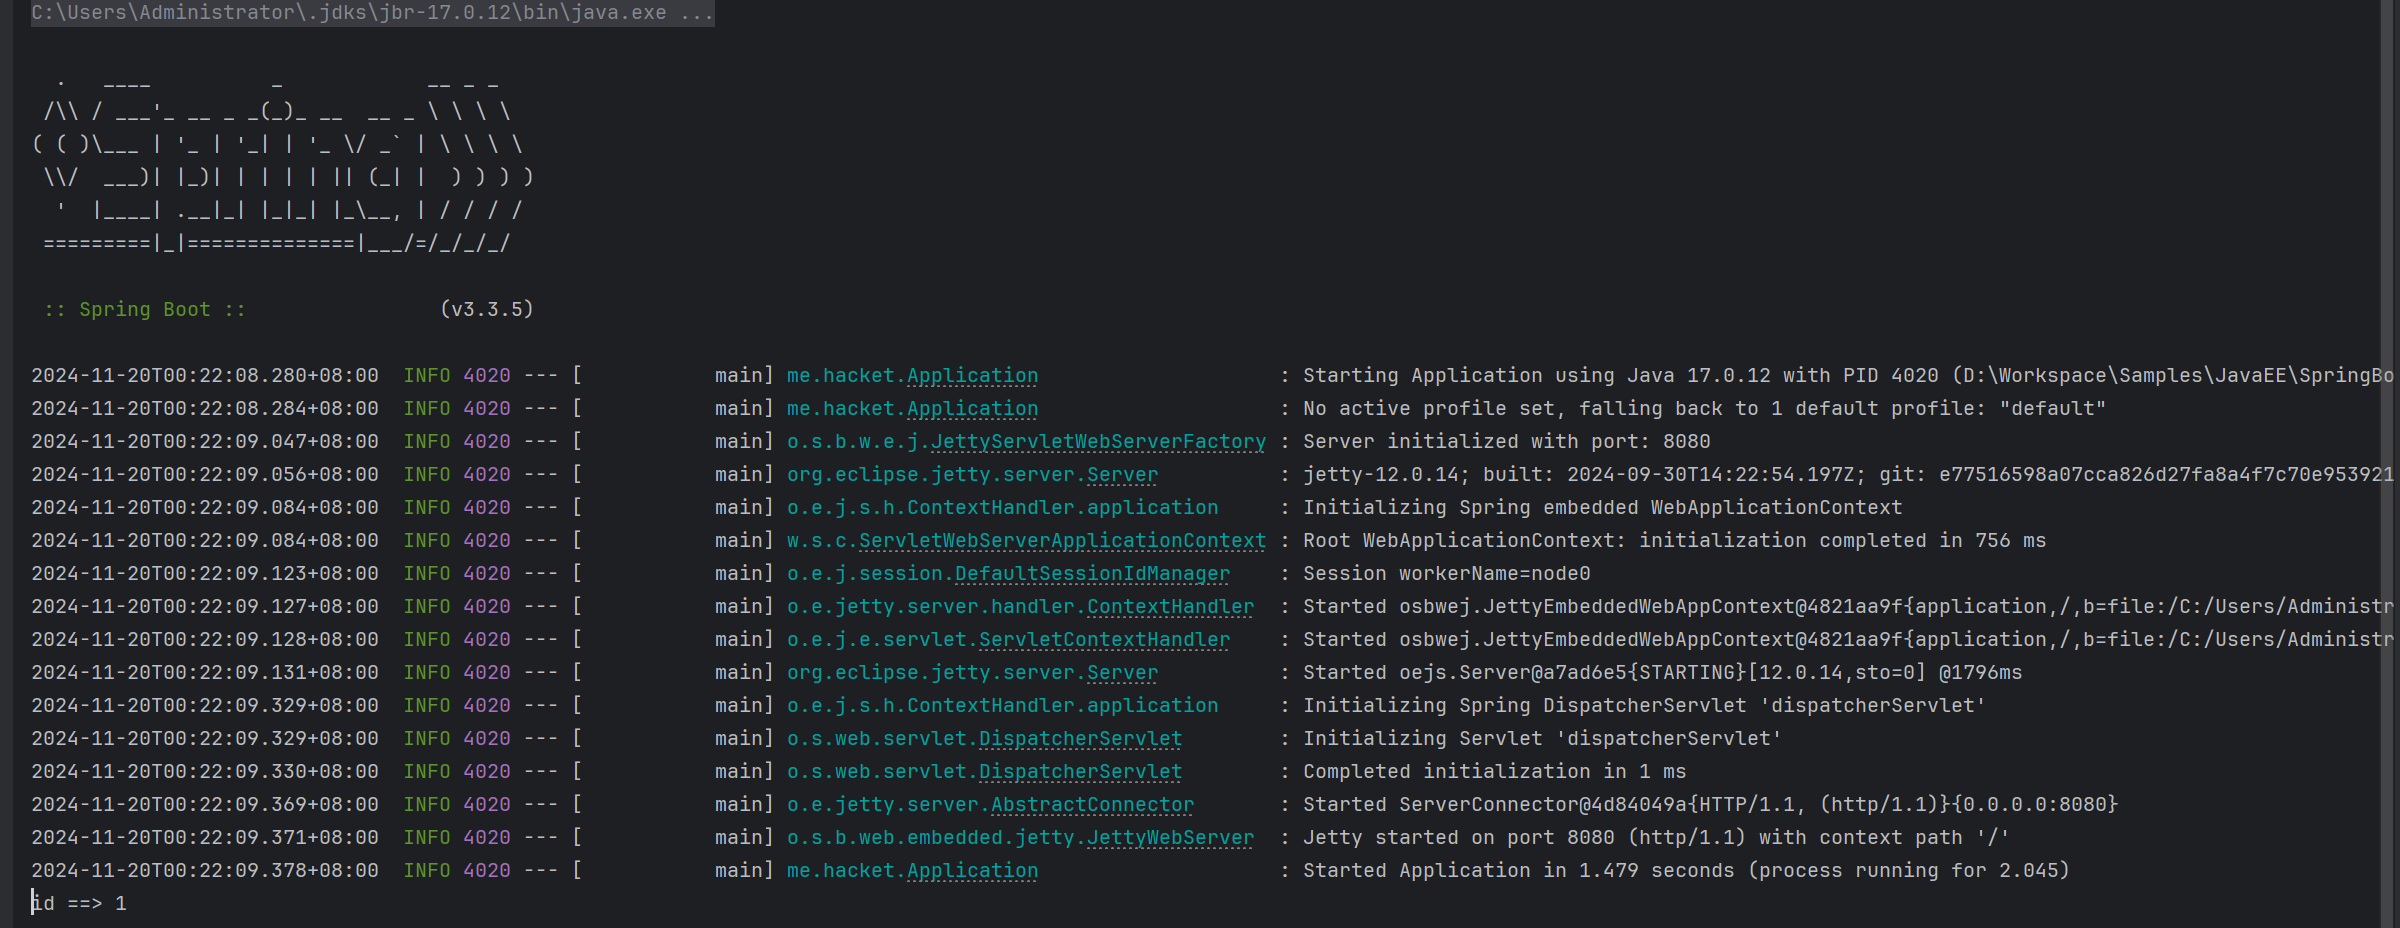 C:\Users\Administrator\.jdks\jbr-17.0.12\bin\java.exe ...
  .   ____          _            __ _ _
 /\\ / ___'_ __ _ _(_)_ __  __ _ \ \ \ \
( ( )\___ | '_ | '_| | '_ \/ _` | \ \ \ \
 \\/  ___)| |_)| | | | | || (_| |  ) ) ) )
  '  |____| .__|_| |_|_| |_\__, | / / / /
 =========|_|==============|___/=/_/_/_/
 :: Spring Boot ::                (v3.3.5)
2024-11-20T00:22:08.280+08:00  INFO 4020 --- [           main] me.hacket.Application                    : Starting Application using Java 17.0.12 with PID 4020 (D:\Workspace\Samples\JavaEE\SpringBo
2024-11-20T00:22:08.284+08:00  INFO 4020 --- [           main] me.hacket.Application                    : No active profile set, falling back to 1 default profile: "default"
2024-11-20T00:22:09.047+08:00  INFO 4020 --- [           main] o.s.b.w.e.j.JettyServletWebServerFactory : Server initialized with port: 8080
2024-11-20T00:22:09.056+08:00  INFO 4020 --- [           main] org.eclipse.jetty.server.Server          : jetty-12.0.14; built: 2024-09-30T14:22:54.197Z; git: e77516598a07cca826d27fa8a4f7c70e953921
2024-11-20T00:22:09.084+08:00  INFO 4020 --- [           main] o.e.j.s.h.ContextHandler.application     : Initializing Spring embedded WebApplicationContext
2024-11-20T00:22:09.084+08:00  INFO 4020 --- [           main] w.s.c.ServletWebServerApplicationContext : Root WebApplicationContext: initialization completed in 756 ms
2024-11-20T00:22:09.123+08:00  INFO 4020 --- [           main] o.e.j.session.DefaultSessionIdManager    : Session workerName=node0
2024-11-20T00:22:09.127+08:00  INFO 4020 --- [           main] o.e.jetty.server.handler.ContextHandler  : Started osbwej.JettyEmbeddedWebAppContext@4821aa9f{application,/,b=file:/C:/Users/Administr
2024-11-20T00:22:09.128+08:00  INFO 4020 --- [           main] o.e.j.e.servlet.ServletContextHandler    : Started osbwej.JettyEmbeddedWebAppContext@4821aa9f{application,/,b=file:/C:/Users/Administr
2024-11-20T00:22:09.131+08:00  INFO 4020 --- [           main] org.eclipse.jetty.server.Server          : Started oejs.Server@a7ad6e5{STARTING}[12.0.14,sto=0] @1796ms
2024-11-20T00:22:09.329+08:00  INFO 4020 --- [           main] o.e.j.s.h.ContextHandler.application     : Initializing Spring DispatcherServlet 'dispatcherServlet'
2024-11-20T00:22:09.329+08:00  INFO 4020 --- [           main] o.s.web.servlet.DispatcherServlet        : Initializing Servlet 'dispatcherServlet'
2024-11-20T00:22:09.330+08:00  INFO 4020 --- [           main] o.s.web.servlet.DispatcherServlet        : Completed initialization in 1 ms
2024-11-20T00:22:09.369+08:00  INFO 4020 --- [           main] o.e.jetty.server.AbstractConnector       : Started ServerConnector@4d84049a{HTTP/1.1, (http/1.1)}{0.0.0.0:8080}
2024-11-20T00:22:09.371+08:00  INFO 4020 --- [           main] o.s.b.web.embedded.jetty.JettyWebServer  : Jetty started on port 8080 (http/1.1) with context path '/'
2024-11-20T00:22:09.378+08:00  INFO 4020 --- [           main] me.hacket.Application                    : Started Application in 1.479 seconds (process running for 2.045)
id ==> 1